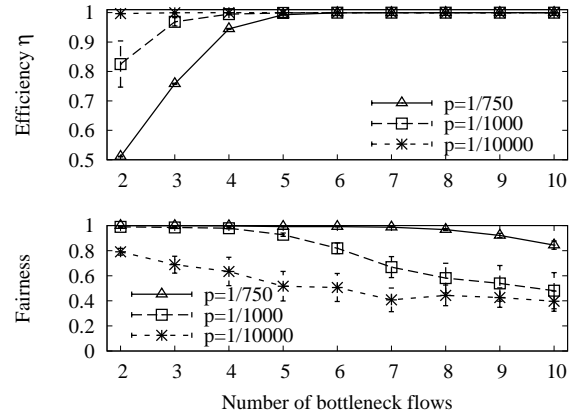 1
0.9
0.8
0.7
0.6
0.5
Efficiency η
p=1/750
p=1/1000
p=1/10000
2 3 4 5 6 7 8 9 10
1
0.8
0.6
0.4
0.2
0
Fairness
p=1/750
p=1/1000
p=1/10000
2 3 4 5 6 7 8 9 10
Number of bottleneck flows